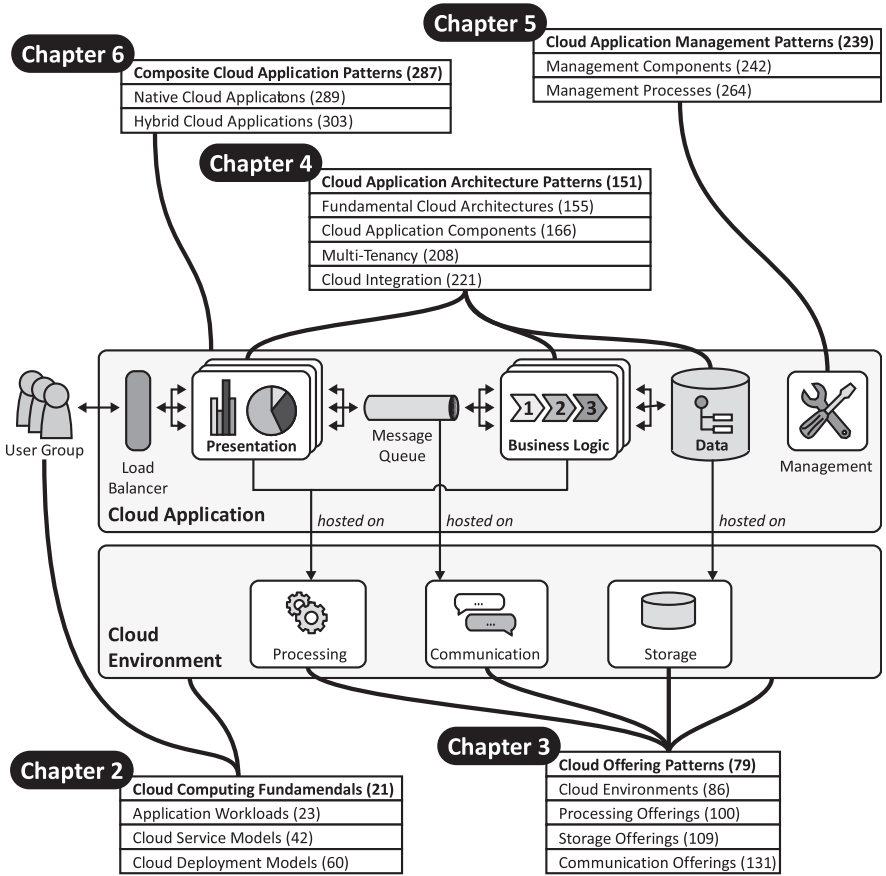 Chapter 6
Composite Cloud Application Patterns (287)
Native Cloud Applicatons (289)
Hybrid Cloud Applications (303)
Chapter 5
Cloud Application Management Patterns (239)
Management Components (242)
Management Processes (264)
Chapter 4
Cloud Application Architecture Patterns (151)
Fundamental Cloud Architectures (155)
Cloud Application Components (166)
Multi-Tenancy (208)
Cloud Integration (221)
User Group
Load
Balancer
Presentation
Message
Queue
1 2 3
Business Logic
Data
Management
Cloud Application
hosted on
hosted on
hosted on
Cloud
Environment
Processing
...
...
Communication
Storage
Chapter 2
Cloud Computing Fundamendals (21)
Application Workloads (23)
Cloud Service Models (42)
Cloud Deployment Models (60)
Chapter 3
Cloud Offering Patterns (79)
Cloud Environments (86)
Processing Offerings (100)
Storage Offerings (109)
Communication Offerings (131)